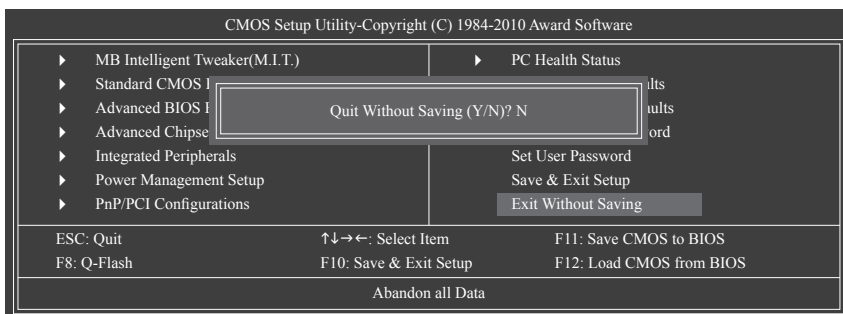 CMOS Setup Utility-Copyright (C) 1984-2010 Award Software
MB Intelligent Tweaker(M.I.T.)
Standard CMOS
Advanced BIOS
Advanced
Integrated Peripherals
Power Management Setup
PnP/PCI Configurations
PC Health Status
Set User Password
Save & Exit Setup
Exit Without Saving
Quit Without Saving (Y/N)? N
ESC: Quit ↑↓→←: Select Item F11: Save CMOS to BIOS
F8: Q-Flash F10: Save & Exit Setup F12: Load CMOS from BIOS
Abandon all Data